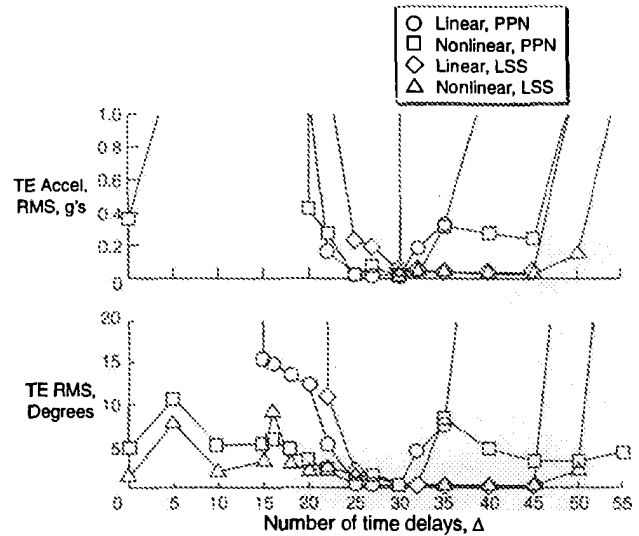 Linear, PPN
Nonlinear, PPN
Linear, LSS
Nonlinear, LSS
1.0
0.8
TE Accel,
0.6
RMS, g's
0.4
0.2
0
20
15
TE RMS,
10
Degrees
5
0 5 10 15 20 25 30 35 40 45 50 55
Number of time delays, Δ